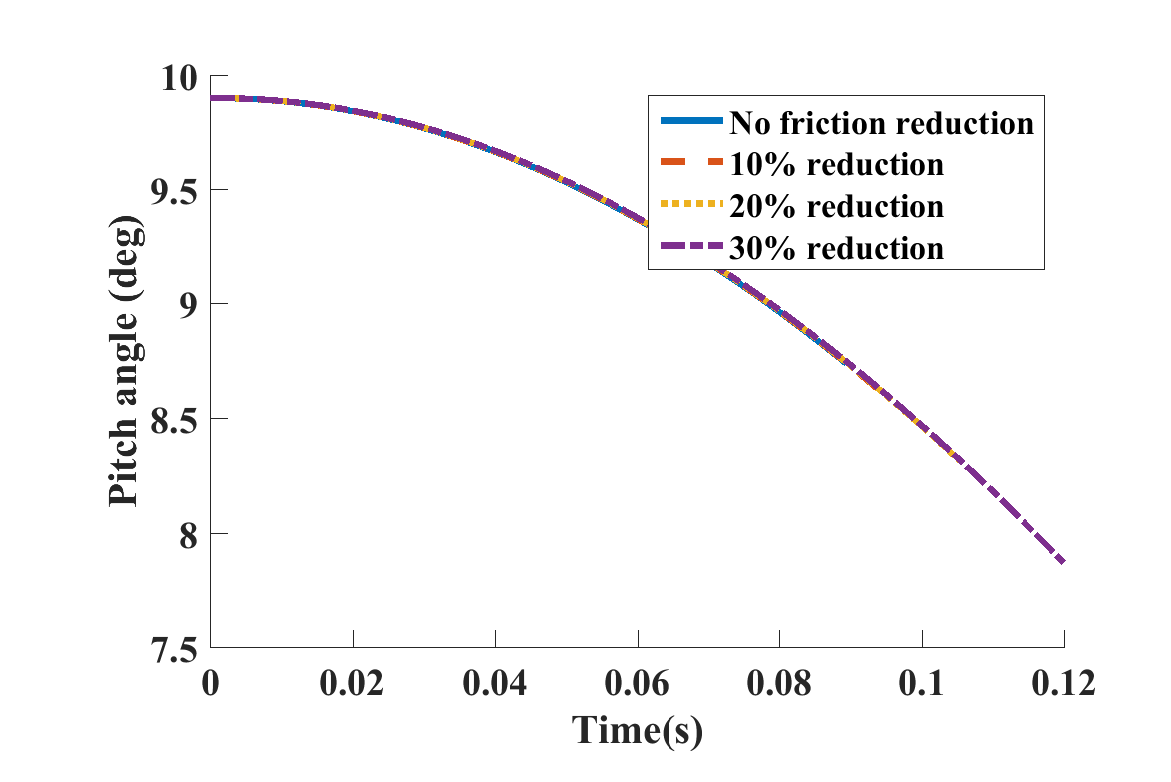 10
9.5
9
8.5
8
7.5
Pitch angle (deg)
No friction reduction
10% reduction
20% reduction
30% reduction
0 0.02 0.04 0.06 0.08 0.1 0.12
Time(s)